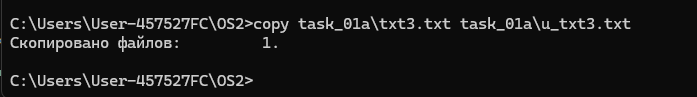 C:\Users\User-457527FC\OS2>copy task_01a\txt3.txt task_01a\u_txt3.txt
Скопировано файлов:         1.
C:\Users\User-457527FC\OS2>